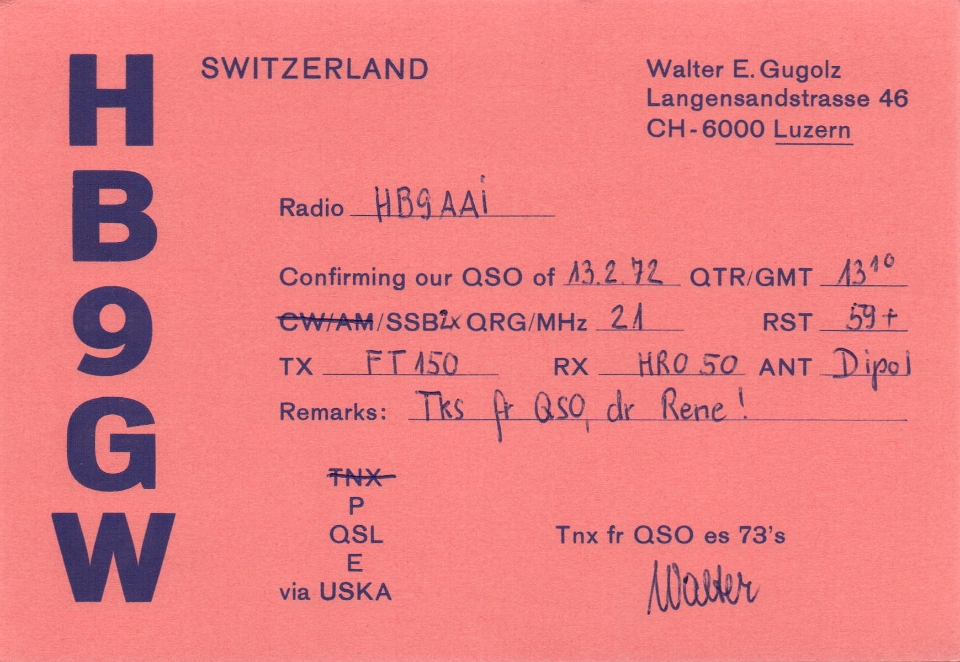 HB9GW
SWITZERLAND
Walter E. Gugolz
Langensandstrasse 46
CH-6000 Luzern
Radio HB9AAi
Confirming our QSO of 13.2.72 QTR/GMT 13¹⁰
CW/AM/SSB 2x QRG/MHz 21 RST 59+
TX FT 150 RX HRO 50 ANT Dipol
Remarks: Tks fr QSO, dr Rene!
TNX
P
QSL
E
via USKA
Tnx fr QSO es 73's
Walter